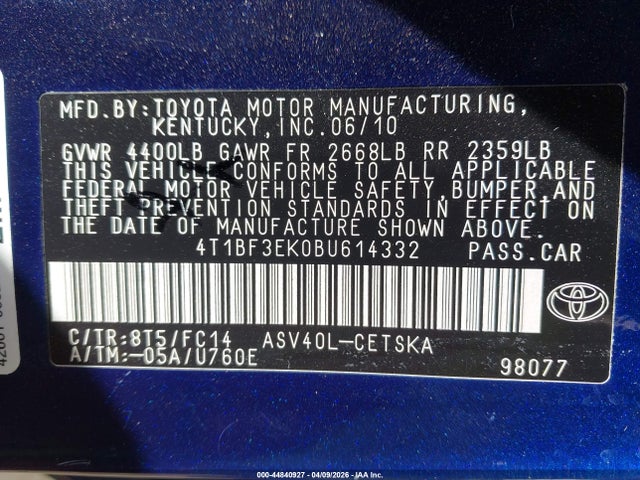 MFD.BY:TOYOTA MOTOR MANUFACTURING,
KENTUCKY,INC.06/10
GVWR 4400LB GAWR FR 2668LB RR 2359LB
THIS VEHICLE CONFORMS TO ALL APPLICABLE
FEDERAL MOTOR VEHICLE SAFETY,BUMPER,AND
THEFT PREVENTION STANDARDS IN EFFECT ON
THE DATE OF MANUFACTURE SHOWN ABOVE.
4T1BF3EK0BU614332 PASS.CAR
C/TR:8T5/FC14 ASV40L-CETSKA
A/TM:-05A/U760E
98077
TOYOTA
000-44840927 - 04/09/2026 - IAA Inc.